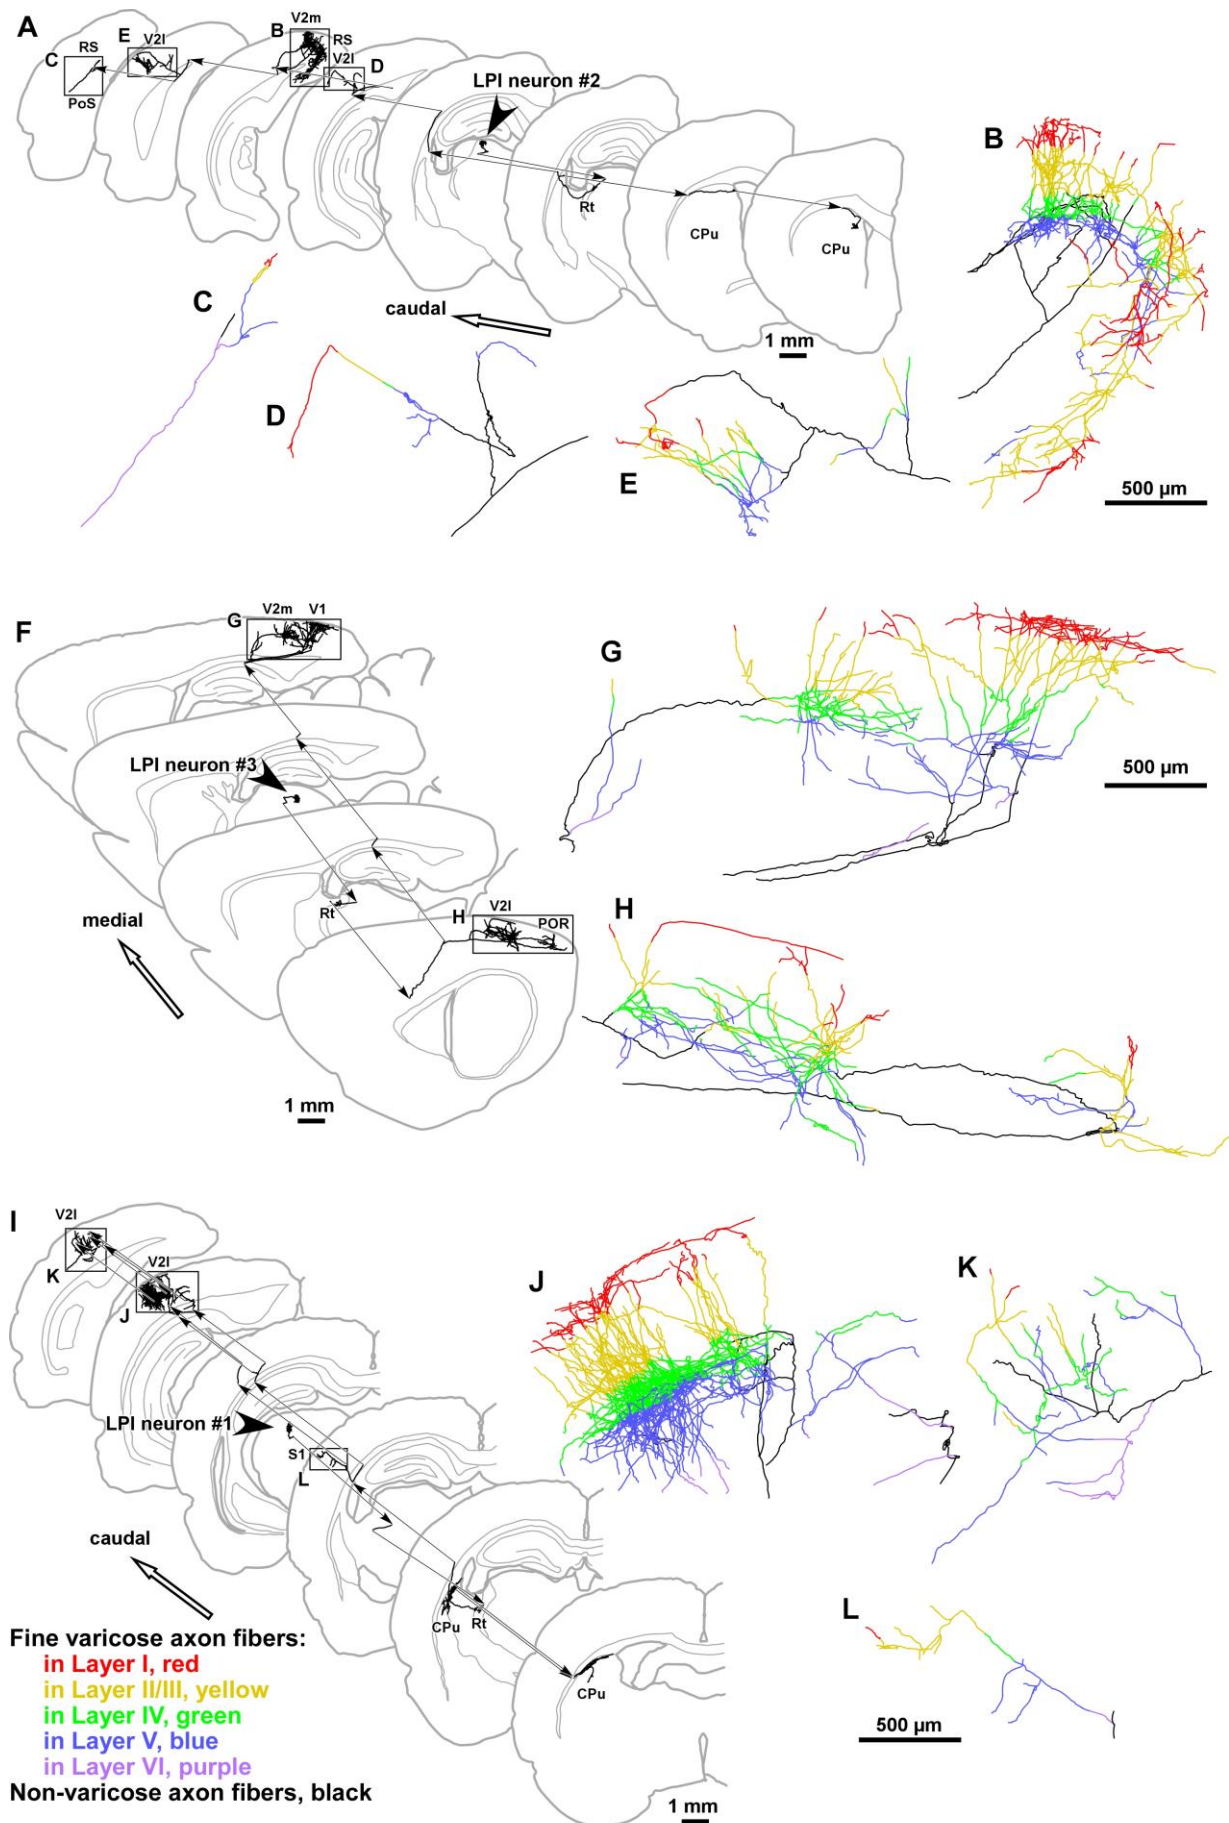 A
C
RS
PoS
E
V2l
B
V2m
RS
V2l
D
LPl neuron #2
Rt
CPu
CPu
caudal
1 mm
B
C
D
E
500 µm
F
G
V2m
V1
LPl neuron #3
Rt
medial
H
V2l
POR
1 mm
G
500 µm
H
I
V2l
K
V2l
J
LPl neuron #1
S1
L
caudal
CPu
Rt
CPu
1 mm
J
K
L
500 µm
Fine varicose axon fibers:
in Layer I, red
in Layer II/III, yellow
in Layer IV, green
in Layer V, blue
in Layer VI, purple
Non-varicose axon fibers, black